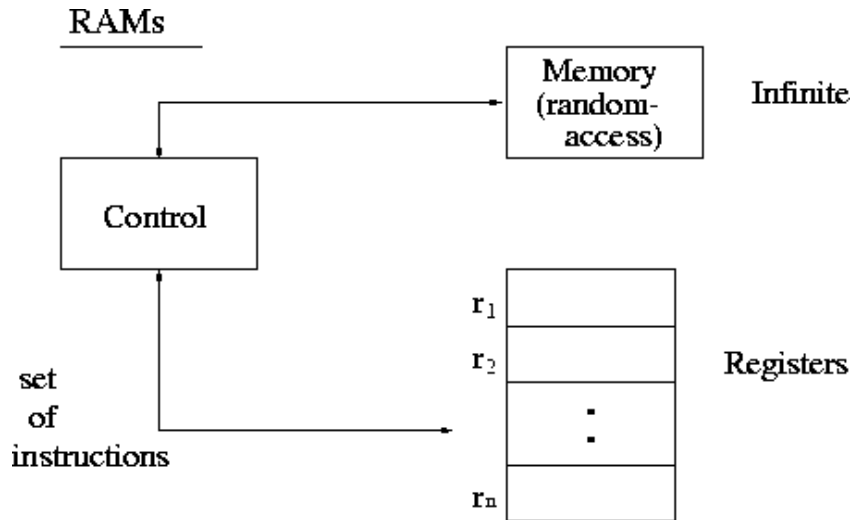 RAMs
Memory
(random-
access)
Infinite
Control
r1
r2
:
rn
Registers
set
of
instructions